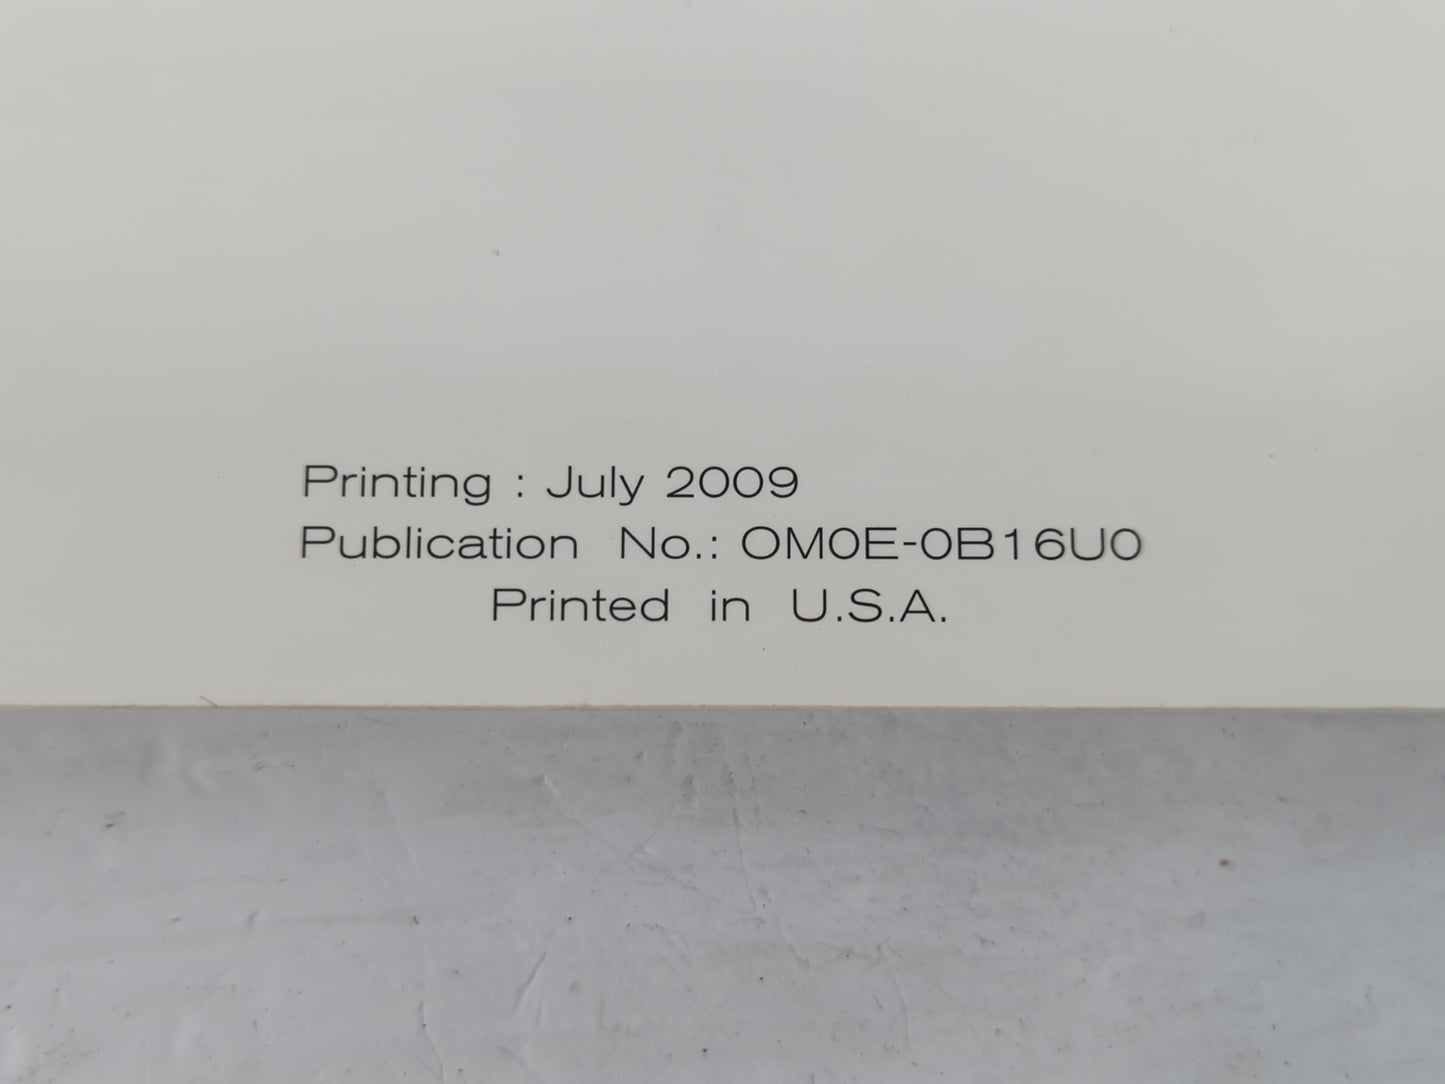 Printing : July 2009
Publication No.: OM0E-0B16U0
Printed in U.S.A.